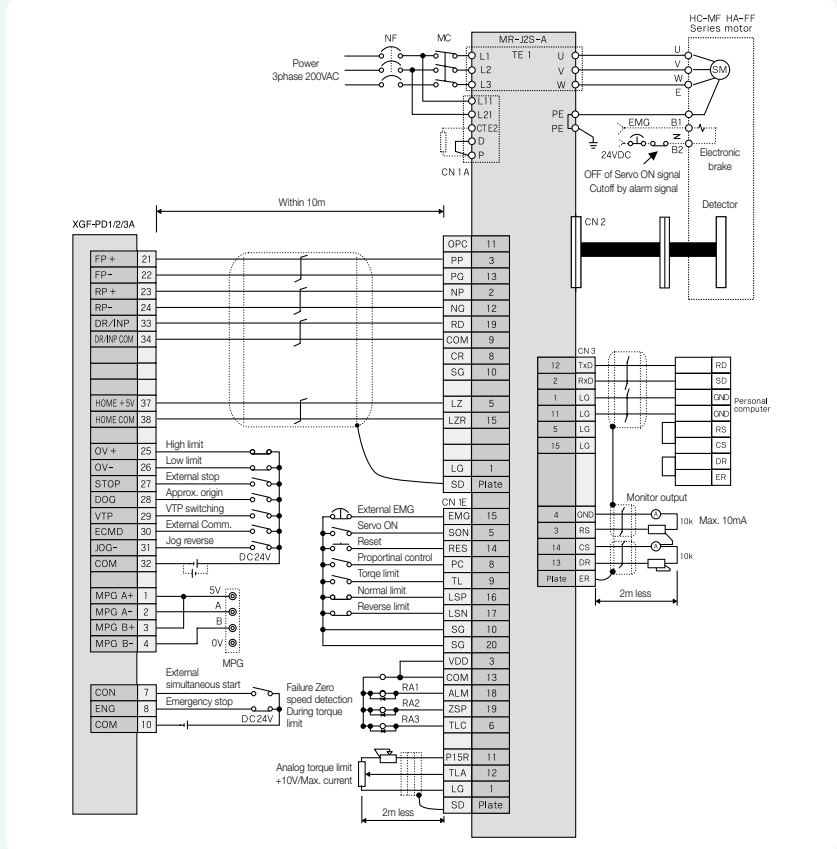 HC-MF HA-FF
Series motor
NF
MC
MR-J2S-A
TE 1
Power
3phase 200VAC
L1
L2
L3
U
V
W
U
V
W
E
SM
L11
L21
CTE2
D
P
CN 1A
PE
PE
EMG
B1
B2
24VDC
Electronic
brake
OFF of Servo ON signal
Cutoff by alarm signal
Detector
CN 2
Within 10m
XGF-PD1/2/3A
FP + 21
FP- 22
RP + 23
RP- 24
DR/INP 33
DR/INP COM 34
HOME +5V 37
HOME COM 38
OV + 25 High limit
OV- 26 Low limit
STOP 27 External stop
DOG 28 Approx. origin
VTP 29 VTP switching
ECMD 30 External Comm.
JOG- 31 Jog reverse
COM 32
DC24V
MPG A+ 1 5V
MPG A- 2 A
MPG B+ 3 B
MPG B- 4 0V
MPG
External
simultaneous start
CON 7
Emergency stop
ENG 8
COM 10
DC24V
OPC 11
PP 3
PG 13
NP 2
NG 12
RD 19
COM 9
CR 8
SG 10
LZ 5
LZR 15
LG 1
SD Plate
CN 1E
External EMG EMG 15
Servo ON SON 5
Reset RES 14
Proportinal control PC 8
Torqe limit TL 9
Normal limit LSP 16
Reverse limit LSN 17
SG 10
SG 20
VDD 3
COM 13
RA1 ALM 18
RA2 ZSP 19
RA3 TLC 6
Failure Zero
speed detection
During torque
limit
P15R 11
TLA 12
LG 1
SD Plate
Analog torque limit
+10V/Max. current
2m less
CN 3
12 TxD RD
2 RxD SD
1 LG GND
11 LG GND
5 LG RS
15 LG CS
DR
ER
Personal
computer
Monitor output
4 GND A
3 RS 10k
14 CS A
13 DR 10k
Plate ER
Max. 10mA
2m less